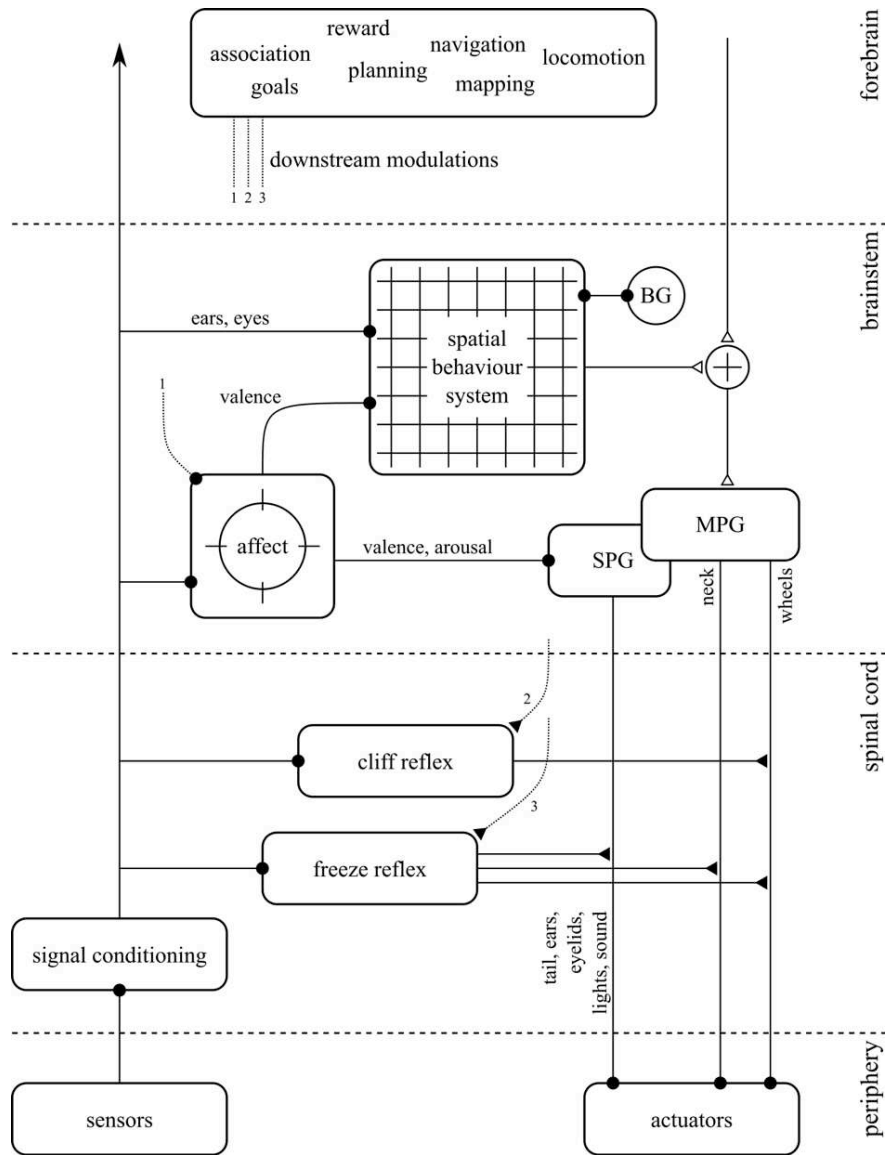 reward
association
navigation
locomotion
planning
goals
mapping
forebrain
downstream modulations
1 2 3
brainstem
BG
ears, eyes
spatial
behaviour
system
1
valence
affect
valence, arousal
SPG
MPG
neck
wheels
spinal cord
2
cliff reflex
3
freeze reflex
signal conditioning
tail, ears,
eyelids,
lights, sound
periphery
sensors
actuators